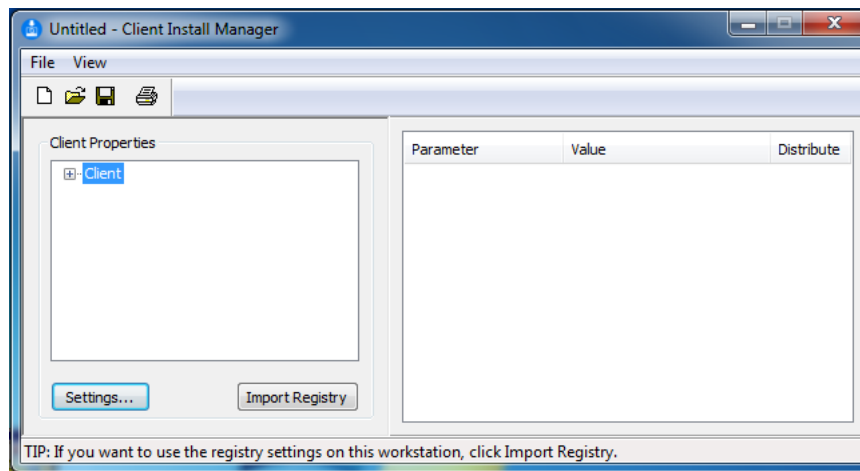 Untitled - Client Install Manager
File View
Client Properties
Client
Settings...
Import Registry
Parameter Value Distribute
TIP: If you want to use the registry settings on this workstation, click Import Registry.